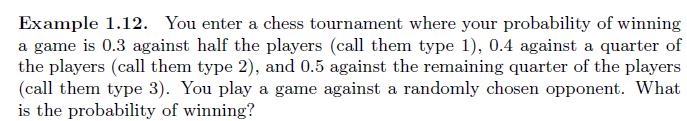 Example 1.12. You enter a chess tournament where your probability of winning
a game is 0.3 against half the players (call them type 1), 0.4 against a quarter of
the players (call them type 2), and 0.5 against the remaining quarter of the players
(call them type 3). You play a game against a randomly chosen opponent. What
is the probability of winning?